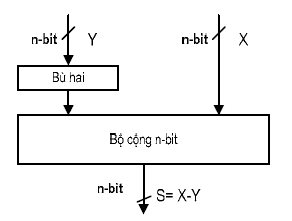 n-bit Y n-bit X
Bù hai
Bộ cộng n-bit
n-bit S= X-Y